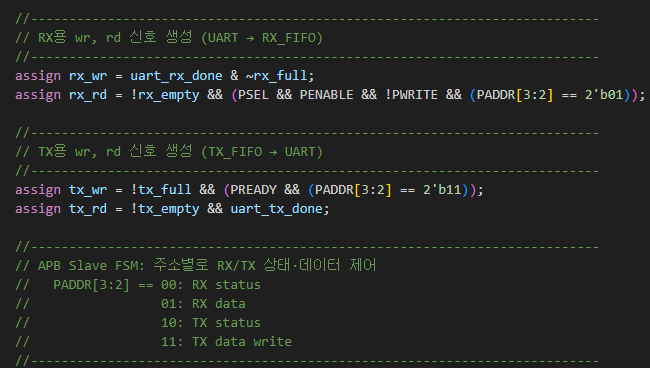 //---------------------------------------------------------------------------
// RX용 wr, rd 신호 생성 (UART → RX_FIFO)
//---------------------------------------------------------------------------
assign rx_wr = uart_rx_done & ~rx_full;
assign rx_rd = !rx_empty && (PSEL && PENABLE && !PWRITE && (PADDR[3:2] == 2'b01));
//---------------------------------------------------------------------------
// TX용 wr, rd 신호 생성 (TX_FIFO → UART)
//---------------------------------------------------------------------------
assign tx_wr = !tx_full && (PREADY && (PADDR[3:2] == 2'b11));
assign tx_rd = !tx_empty && uart_tx_done;
//---------------------------------------------------------------------------
// APB Slave FSM: 주소별로 RX/TX 상태·데이터 제어
//   PADDR[3:2] == 00: RX status
//                 01: RX data
//                 10: TX status
//                 11: TX data write
//---------------------------------------------------------------------------